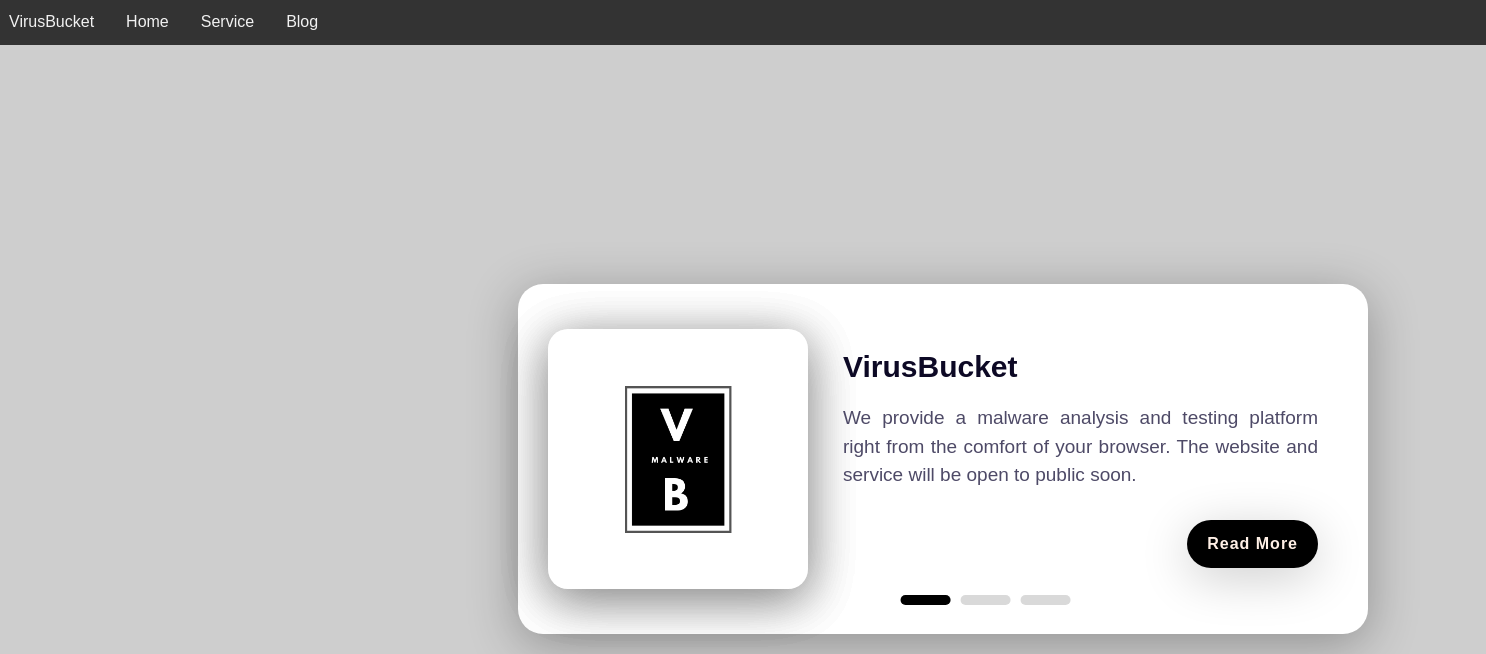 VirusBucket Home Service Blog
VirusBucket
We provide a malware analysis and testing platform
right from the comfort of your browser. The website and
service will be open to public soon.
V
MALWARE
B
Read More